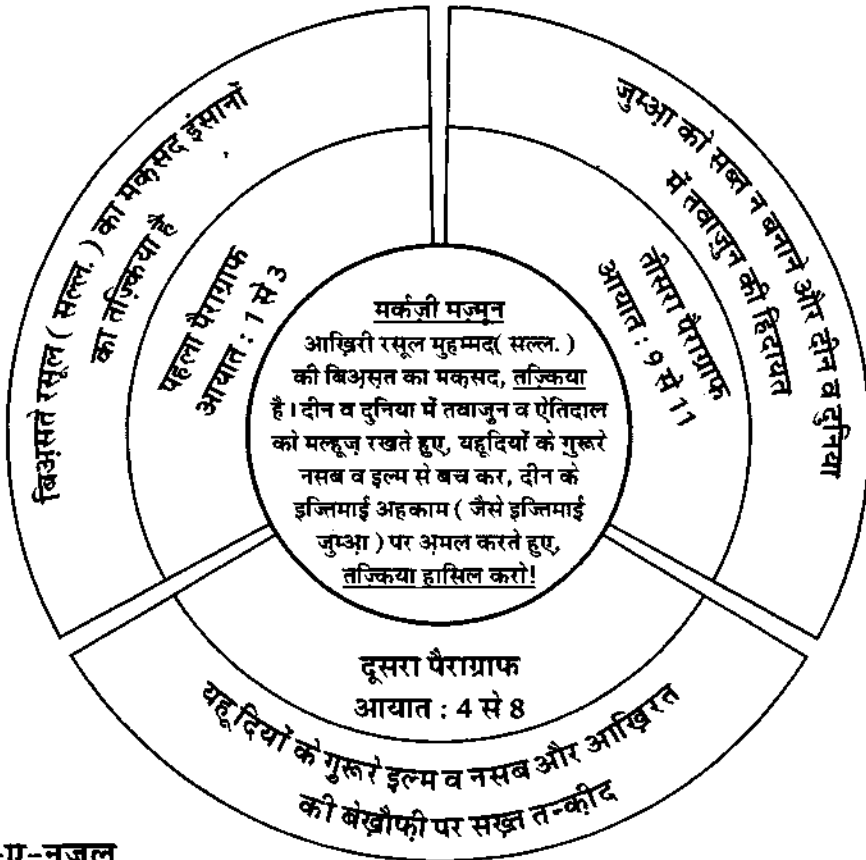 बिअ़सते रसूल ( सल्ल. ) का मक़सद इंसानों
का तज़्किया है
पहला पैराग्राफ
आयात : 1 से 3
जुम्आ़ को सब्त न बनाने और दीन व दुनिया
में तवाज़ुन की हिदायत
तीसरा पैराग्राफ
आयात : 9 से 11
मर्कज़ी मज़्मून
आख़िरी रसूल मुहम्मद( सल्ल. )
की बिअ़सत का मक़सद, तज़्किया
है। दीन व दुनिया में तवाज़ुन व ऐतिदाल
को मल्हूज़ रखते हुए, यहूदियों के ग़ुरूरे
नसब व इल्म से बच कर, दीन के
इज्तिमाई अहकाम ( जैसे इज्तिमाई
जुम्आ़ ) पर अ़मल करते हुए,
तज़्किया हासिल करो!
दूसरा पैराग्राफ
आयात : 4 से 8
यहूदियों के ग़ुरूरे इल्म व नसब और आख़िरत
की बेख़ौफ़ी पर सख़्त तन्क़ीद
-ए-नुज़ूल